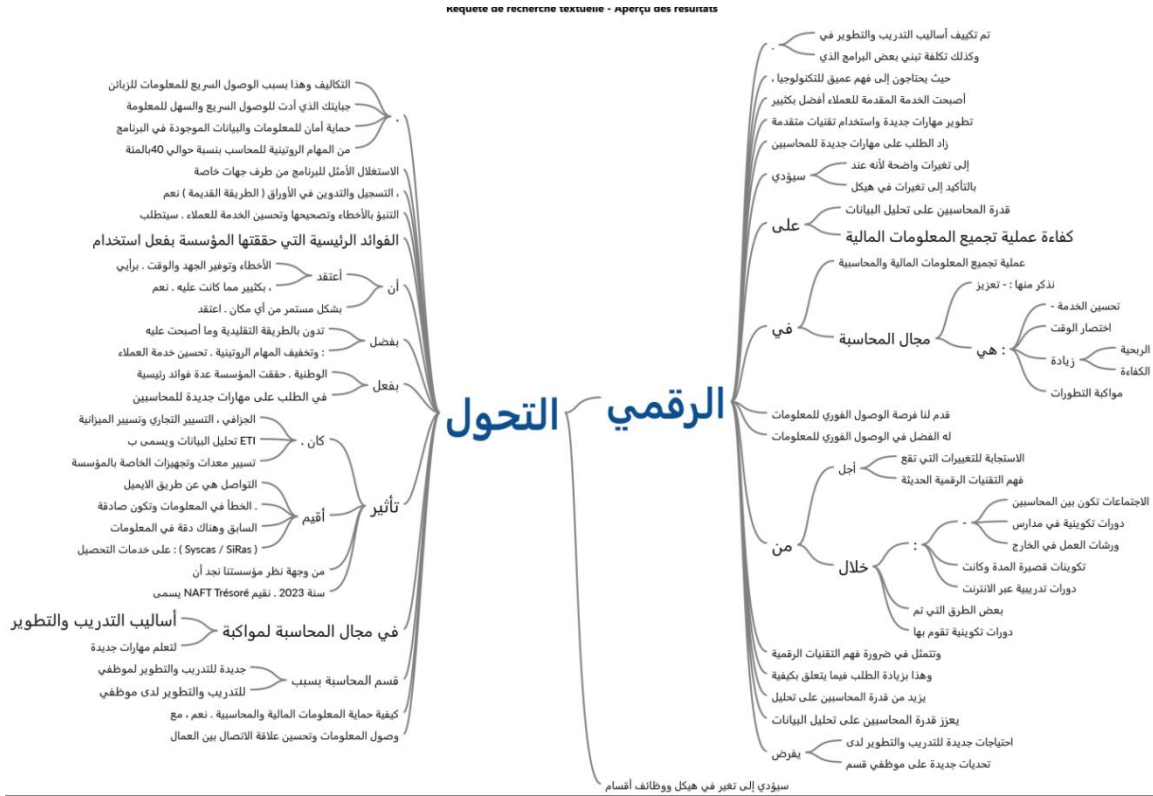 Requête de recherche textuelle - Aperçu des résultats
تم تكييف أساليب التدريب والتطوير في
وكذلك تكلفة تبني بعض البرامج الذي
.
حيث يحتاجون إلى فهم عميق للتكنولوجيا ،
أصبحت الخدمة المقدمة للعملاء أفضل بكثيير
تطوير مهارات جديدة واستخدام تقنيات متقدمة
زاد الطلب على مهارات جديدة للمحاسبين
إلى تغيرات واضحة لأنه عند
سيؤدي
بالتأكيد إلى تغيرات في هيكل
قدرة المحاسبين على تحليل البيانات
على
كفاءة عملية تجميع المعلومات المالية
عملية تجميع المعلومات المالية والمحاسبية
في
نذكر منها : - تعزيز
مجال المحاسبة
تحسين الخدمة -
اختصار الوقت
: هي
زيادة
الربحية
الكفاءة
مواكبة التطورات
الرقمي
قدم لنا فرصة الوصول الفوري للمعلومات
له الفضل في الوصول الفوري للمعلومات
الاستجابة للتغييرات التي تقع
أجل
فهم التقنيات الرقمية الحديثة
من
الاجتماعات تكون بين المحاسبين
-
دورات تكوينية في مدارس
ورشات العمل في الخارج
:
خلال
تكوينات قصيرة المدة وكانت
دورات تدريبية عبر الانترنت
بعض الطرق التي تم
دورات تكوينية تقوم بها
وتتمثل في ضرورة فهم التقنيات الرقمية
وهذا بزيادة الطلب فيما يتعلق بكيفية
يزيد من قدرة المحاسبين على تحليل
يعزز قدرة المحاسبين على تحليل البيانات
احتياجات جديدة للتدريب والتطوير لدى
يفرض
تحديات جديدة على موظفي قسم
سيؤدي إلى تغير في هيكل ووظائف أقسام
التحول
التكاليف وهذا بسبب الوصول السريع للمعلومات للزبائن
جبايتك الذي أدت للوصول السريع والسهل للمعلومة
.
حماية أمان للمعلومات والبيانات الموجودة في البرنامج
من المهام الروتينية للمحاسب بنسبة حوالي 40بالمئة
الاستغلال الأمثل للبرنامج من طرف جهات خاصة
، التسجيل والتدوين في الأوراق ( الطريقة القديمة ) نعم
التنبؤ بالأخطاء وتصحيحها وتحسين الخدمة للعملاء . سيتطلب
الفوائد الرئيسية التي حققتها المؤسسة بفعل استخدام
الأخطاء وتوفير الجهد والوقت . برأيي
أعتقد
، بكثيير مما كانت عليه . نعم
أن
بشكل مستمر من أي مكان . اعتقد
تدون بالطريقة التقليدية وما أصبحت عليه
بفضل
: وتخفيف المهام الروتينية . تحسين خدمة العملاء
الوطنية . حققت المؤسسة عدة فوائد رئيسية
بفعل
في الطلب على مهارات جديدة للمحاسبين
الجزافي ، التسيير التجاري وتسيير الميزانية
كان .
ETI تحليل البيانات ويسمى ب
تسيير معدات وتجهيزات الخاصة بالمؤسسة
تأثير
التواصل هي عن طريق الايميل
. الخطأ في المعلومات وتكون صادقة
أقيم
السابق وهناك دقة في المعلومات
( Syscas / SiRas ) : على خدمات التحصيل
من وجهة نظر مؤسستنا نجد أن
سنة 2023 . نقيم NAFT Trésoré يسمى
أساليب التدريب والتطوير
في مجال المحاسبة لمواكبة
لتعلم مهارات جديدة
جديدة للتدريب والتطوير لموظفي
قسم المحاسبة بسبب
للتدريب والتطوير لدى موظفي
كيفية حماية المعلومات المالية والمحاسبية . نعم ، مع
وصول المعلومات وتحسين علاقة الاتصال بين العمال